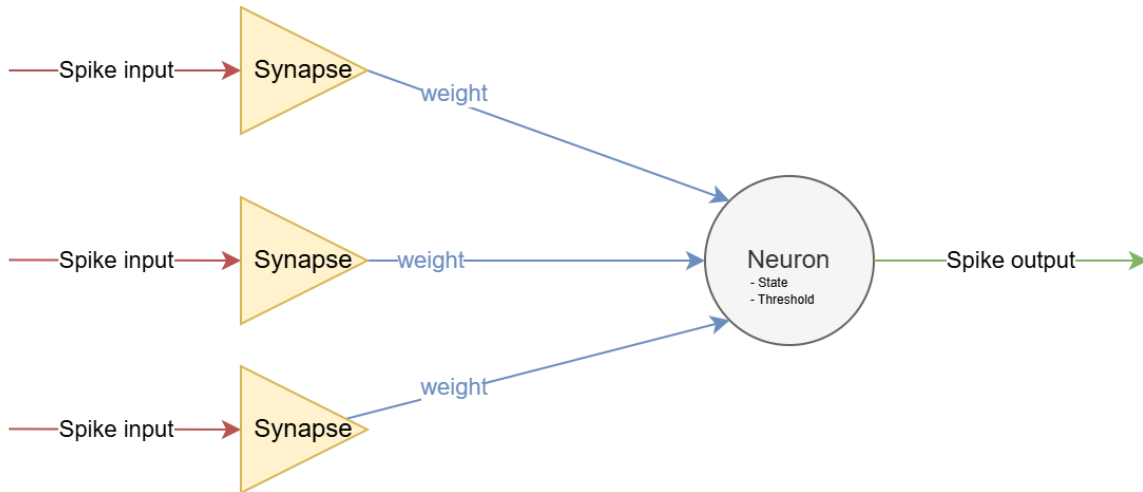 Spike input
Synapse
weight
Spike input
Synapse
weight
Neuron
- State
- Threshold
Spike output
weight
Spike input
Synapse